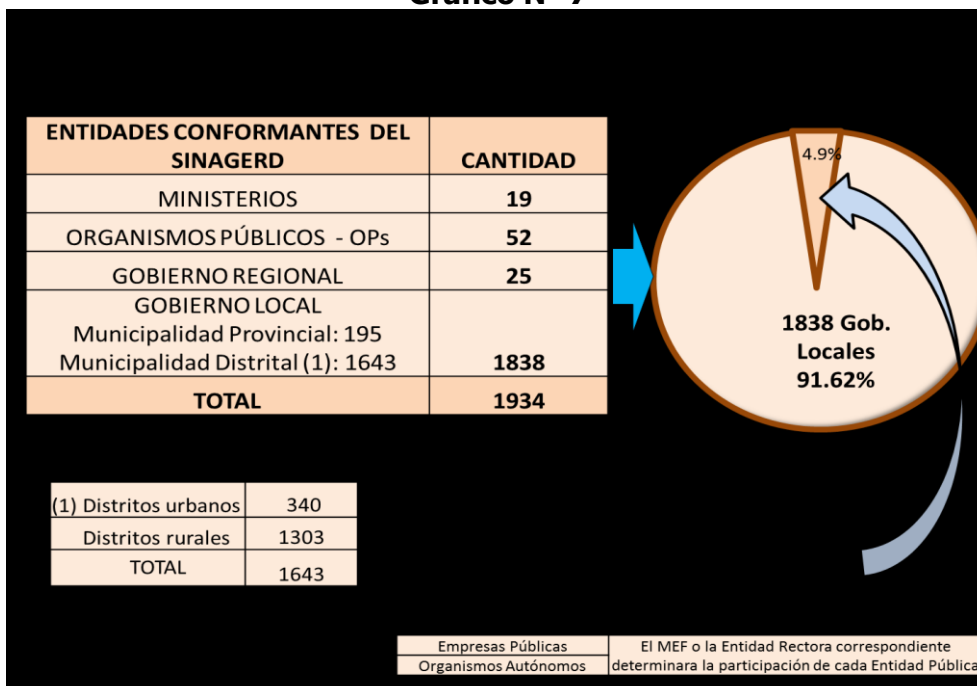 Gráfico N° 7
ENTIDADES CONFORMANTES DEL
SINAGERD
CANTIDAD
MINISTERIOS
19
ORGANISMOS PÚBLICOS - OPs
52
GOBIERNO REGIONAL
25
GOBIERNO LOCAL
Municipalidad Provincial: 195
Municipalidad Distrital (1): 1643
1838
TOTAL
1934
4.9%
1838 Gob.
Locales
91.62%
(1) Distritos urbanos
340
Distritos rurales
1303
TOTAL
1643
Empresas Públicas
Organismos Autónomos
El MEF o la Entidad Rectora correspondiente
determinara la participación de cada Entidad Pública